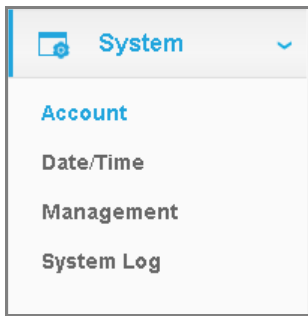 System
Account
Date/Time
Management
System Log